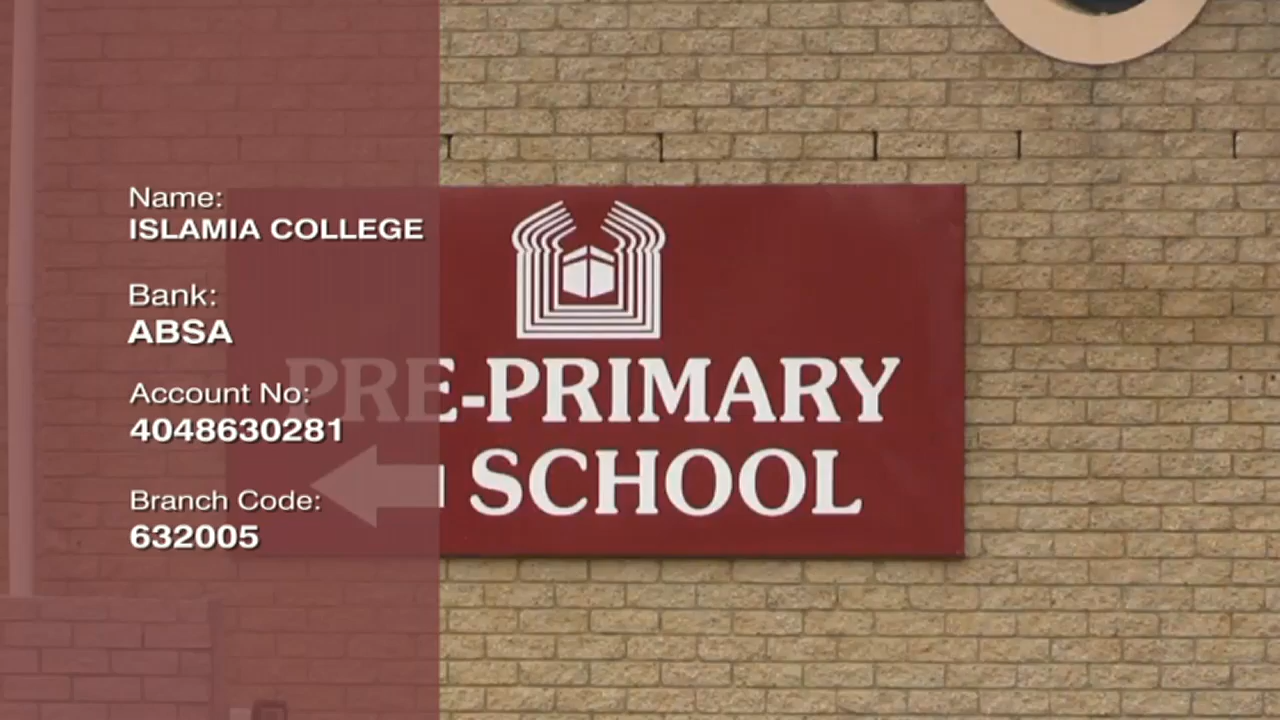 Name:
ISLAMIA COLLEGE
Bank:
ABSA
Account No:
4048630281
Branch Code:
632005
PRE-PRIMARY
SCHOOL